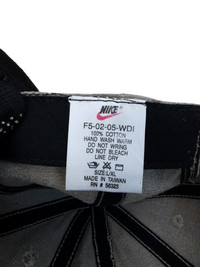 NIKE
F5-02-05-WDI
100% COTTON
HAND WASH WARM
DO NOT WRING
DO NOT BLEACH
LINE DRY
SIZE: L/XL
MADE IN TAIWAN
RN # 56323